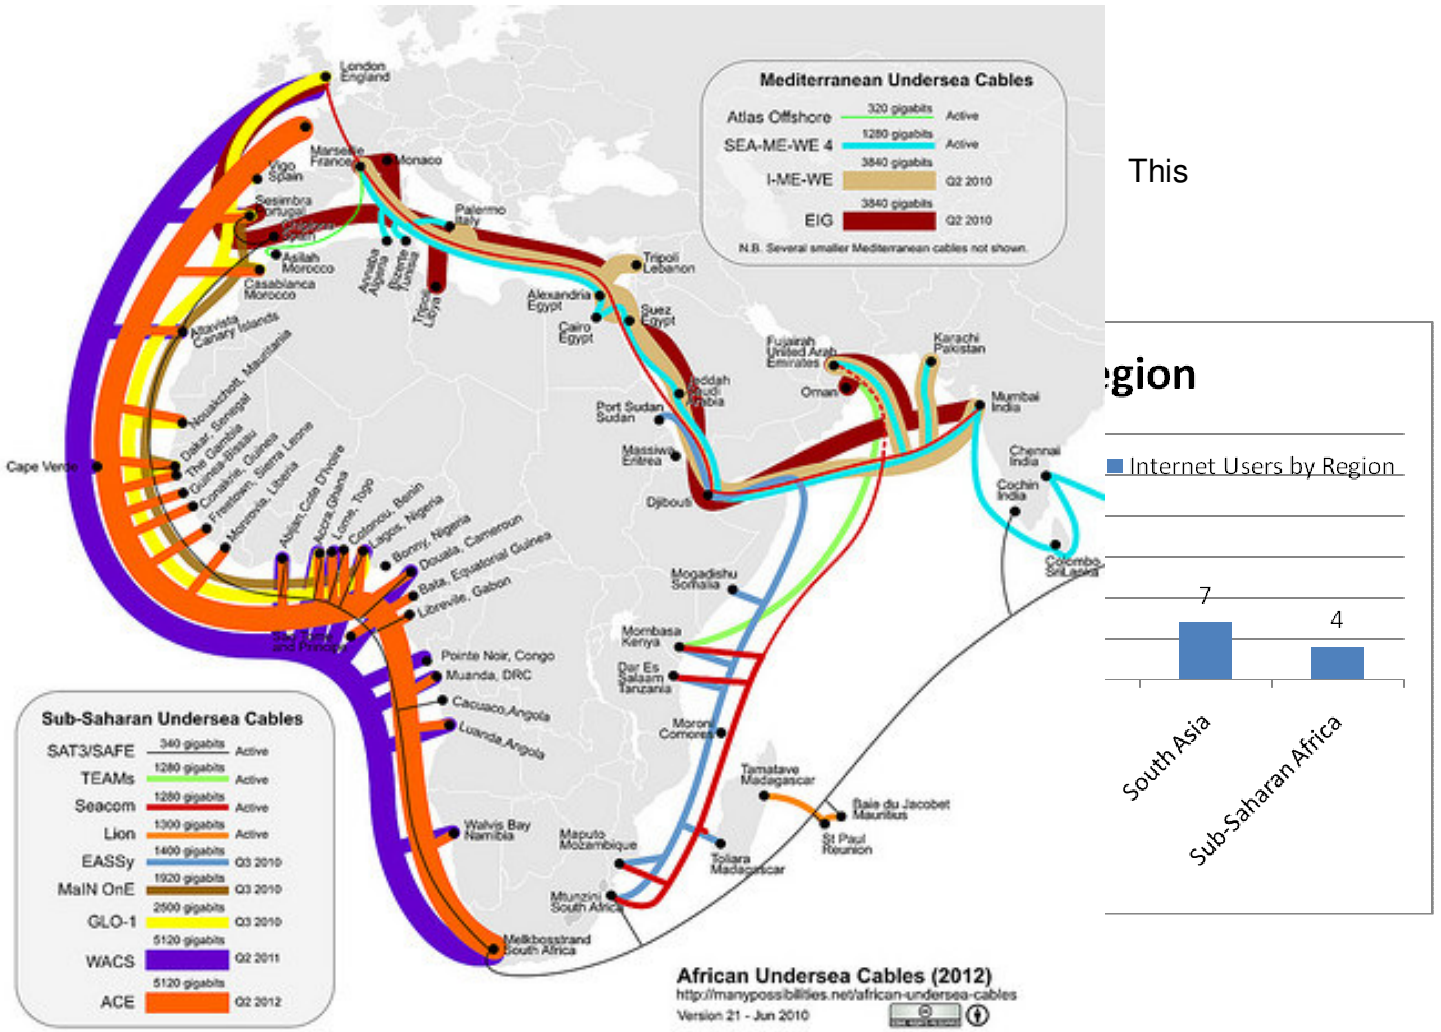 London
England
Marseille
France
Monaco
Vigo
Spain
Sesimbra
Portugal
Spain
Asilah
Morocco
Casablanca
Morocco
Altavista
Canary Islands
Annaba
Algeria
Bizerte
Tunisia
Tripoli
Libya
Palermo
Italy
Tripoli
Lebanon
Alexandria
Egypt
Cairo
Egypt
Suez
Egypt
Jeddah
Saudi
Arabia
Port Sudan
Sudan
Massiwa
Eritrea
Djibouti
Fujairah
United Arab
Emirates
Oman
Karachi
Pakistan
Mumbai
India
Chennai
India
Cochin
India
Colombo
SriLanka
Mediterranean Undersea Cables
Atlas Offshore 320 gigabits Active
SEA-ME-WE 4 1280 gigabits Active
I-ME-WE 3840 gigabits Q2 2010
EIG 3840 gigabits Q2 2010
N.B. Several smaller Mediterranean cables not shown.
This
egion
Internet Users by Region
7
4
South Asia
Sub-Saharan Africa
Nouakchott, Mauritania
Dakar, Senegal
The Gambia
Guinea-Bissau
Conakrie, Guinea
Freetown, Sierra Leone
Monrovia, Liberia
Cape Verde
Abijan,Cote D'Ivoire
Accra,Ghana
Lome, Togo
Cotonou, Benin
Lagos, Nigeria
Bonny, Nigeria
Douala, Cameroun
Bata, Equatorial Guinea
Librevile, Gabon
Sao Tome
and Principe
Pointe Noir, Congo
Muanda, DRC
Cacuaco,Angola
Luanda,Angola
Walvis Bay
Namibia
Melkbosstrand
South Africa
Mogadishu
Somalia
Mombasa
Kenya
Dar Es
Salaam
Tanzania
Moroni
Comores
Tamatave
Madagascar
Baie du Jacobet
Mauritius
St Paul
Reunion
Toliara
Madagascar
Maputo
Mozambique
Mtunzini
South Africa
Sub-Saharan Undersea Cables
SAT3/SAFE 340 gigabits Active
TEAMs 1280 gigabits Active
Seacom 1280 gigabits Active
Lion 1300 gigabits Active
EASSy 1400 gigabits Q3 2010
MaIN OnE 1920 gigabits Q3 2010
GLO-1 2500 gigabits Q3 2010
WACS 5120 gigabits Q2 2011
ACE 5120 gigabits Q2 2012
African Undersea Cables (2012)
http://manypossibilities.net/african-undersea-cables
Version 21 - Jun 2010